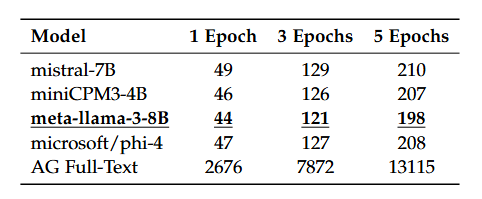 Model 1 Epoch 3 Epochs 5 Epochs
mistral-7B 49 129 210
miniCPM3-4B 46 126 207
meta-llama-3-8B 44 121 198
microsoft/phi-4 47 127 208
AG Full-Text 2676 7872 13115